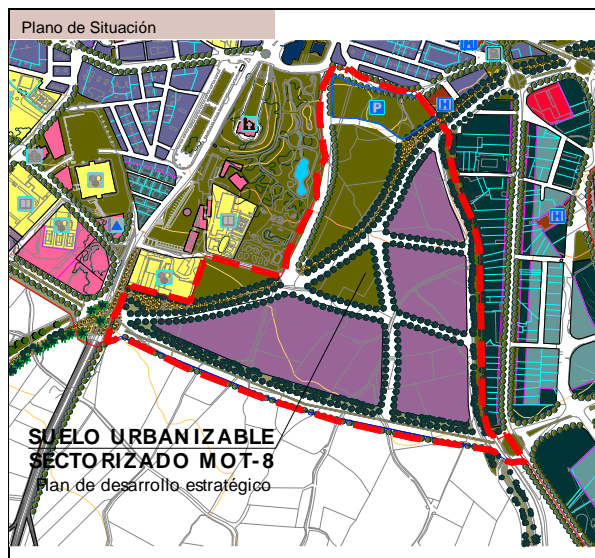 Plano de Situación
P
H
H
H
SUELO URBANIZABLE
SECTORIZADO MOT-8
Plan de desarrollo estratégico